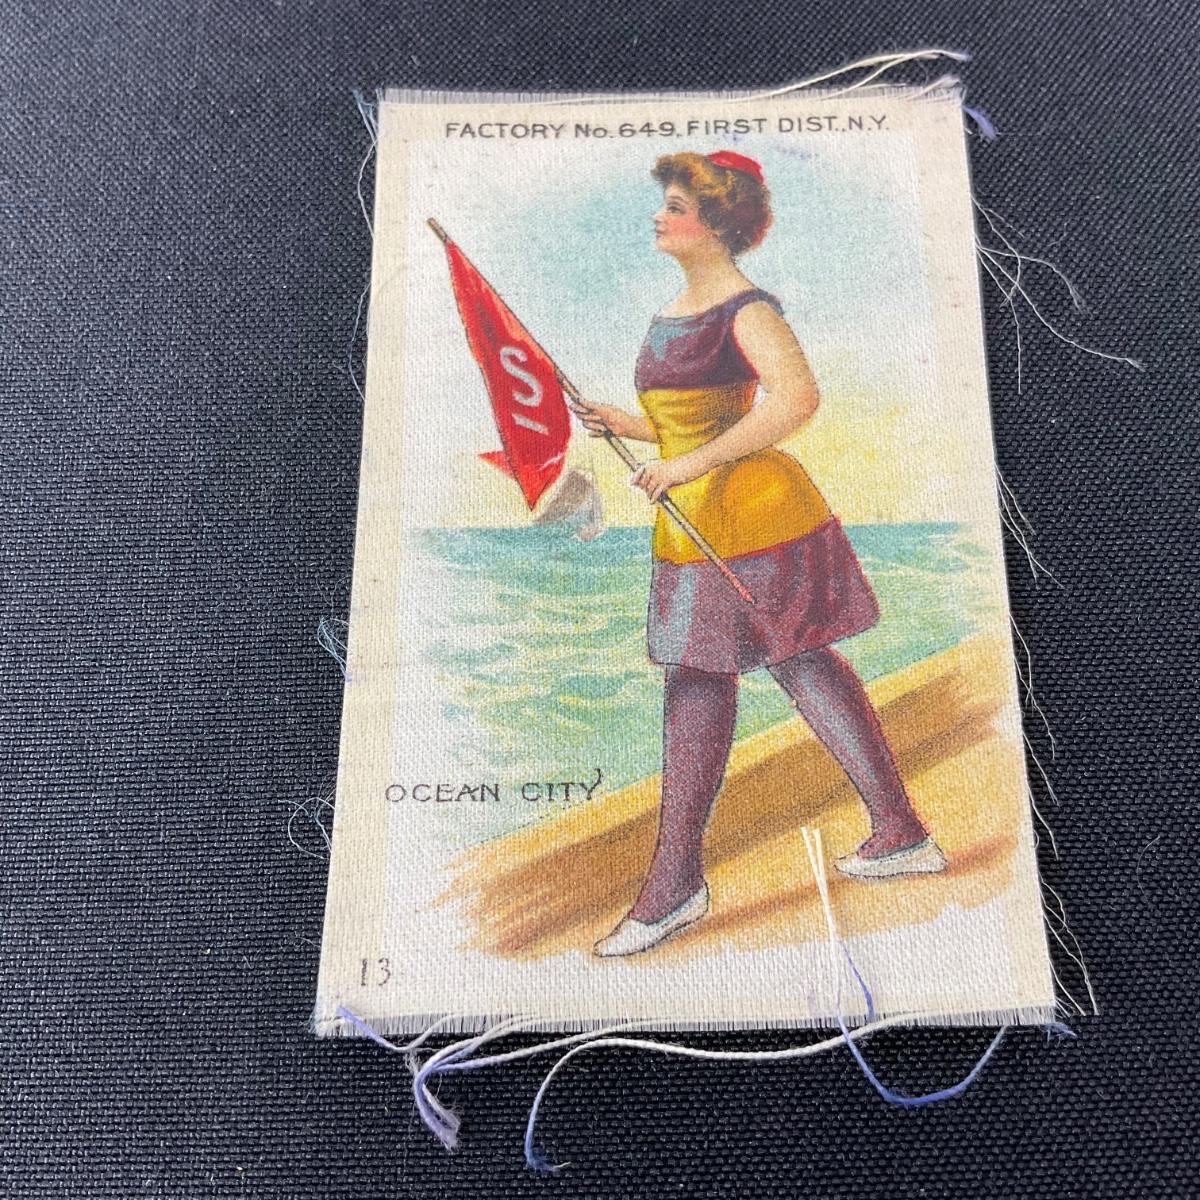 FACTORY No. 649. FIRST DIST., N.Y.
S
OCEAN CITY
13